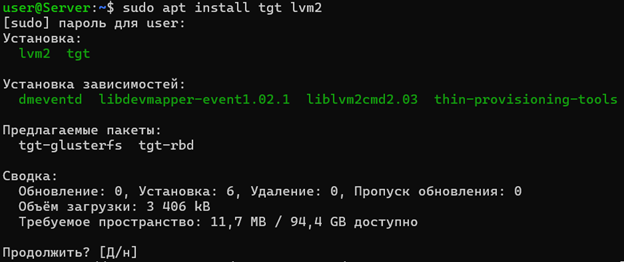 user@Server:~$ sudo apt install tgt lvm2
[sudo] пароль для user:
Установка:
lvm2 tgt
Установка зависимостей:
dmeventd libdevmapper-event1.02.1 liblvm2cmd2.03 thin-provisioning-tools
Предлагаемые пакеты:
tgt-glusterfs tgt-rbd
Сводка:
Обновление: 0, Установка: 6, Удаление: 0, Пропуск обновления: 0
Объём загрузки: 3 406 kB
Требуемое пространство: 11,7 MB / 94,4 GB доступно
Продолжить? [Д/н]